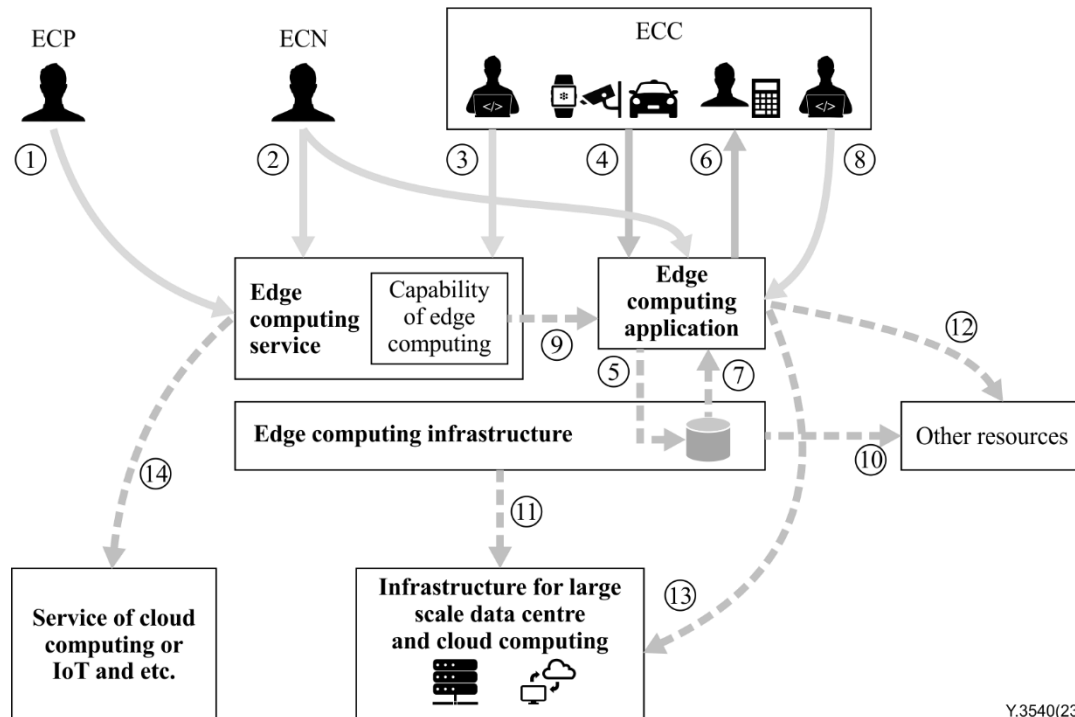 ECP
ECN
ECC
</>
</>
①
②
③
④
⑥
⑧
Edge
computing
service
Capability
of edge
computing
Edge
computing
application
⑨
⑤
⑦
⑫
Edge computing infrastructure
Other resources
⑩
⑭
⑪
⑬
Service of cloud
computing or
IoT and etc.
Infrastructure for large
scale data centre
and cloud computing
Y.3540(23